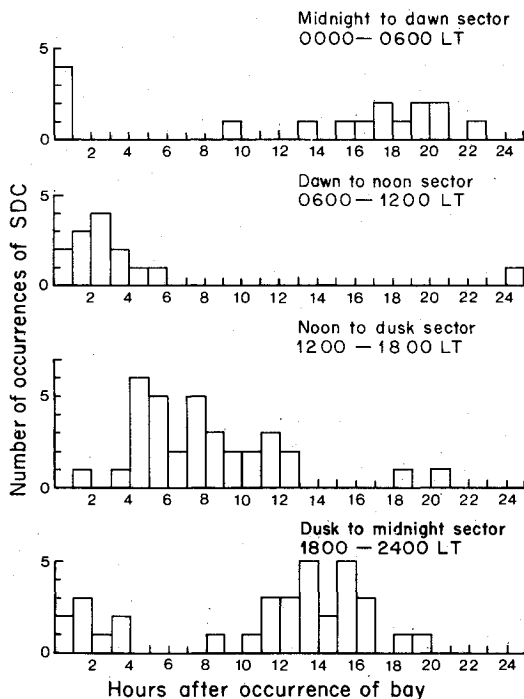 Midnight to dawn sector
0000 — 0600 LT
5
0
2 4 6 8 10 12 14 16 18 20 22 24
Dawn to noon sector
0600 — 1200 LT
5
0
2 4 6 8 10 12 14 16 18 20 22 24
Noon to dusk sector
1200 — 1800 LT
5
0
2 4 6 8 10 12 14 16 18 20 22 24
Dusk to midnight sector
1800 — 2400 LT
5
0
2 4 6 8 10 12 14 16 18 20 22 24
Number of occurrences of SDC
Hours after occurrence of bay